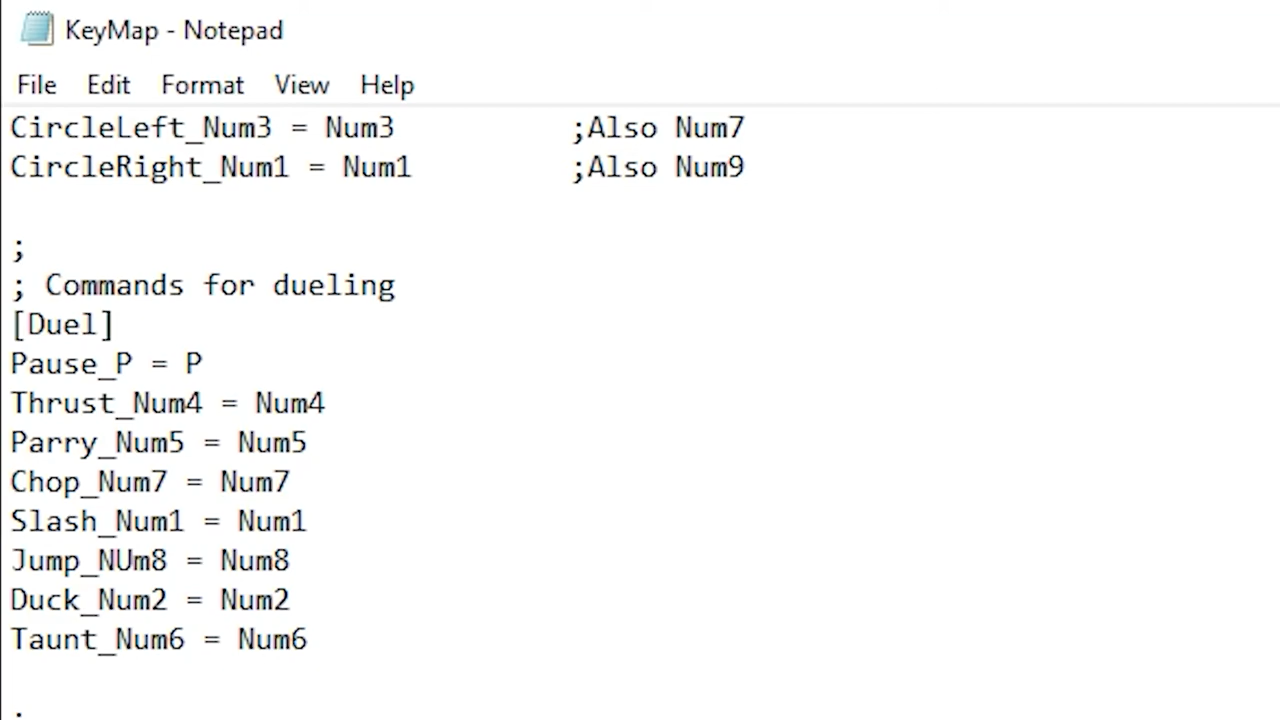 KeyMap - Notepad
File Edit Format View Help
CircleLeft_Num3 = Num3 ;Also Num7
CircleRight_Num1 = Num1 ;Also Num9
;
; Commands for dueling
[Duel]
Pause_P = P
Thrust_Num4 = Num4
Parry_Num5 = Num5
Chop_Num7 = Num7
Slash_Num1 = Num1
Jump_NUm8 = Num8
Duck_Num2 = Num2
Taunt_Num6 = Num6